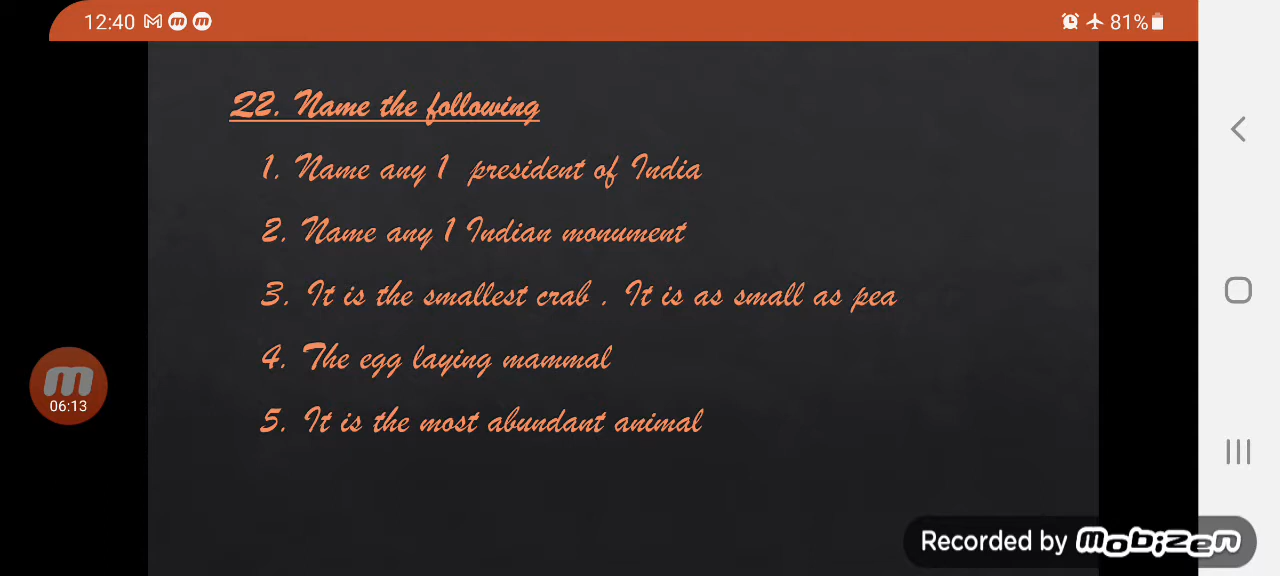 12:40 81%
Q2. Name the following
1. Name any 1 president of India
2. Name any 1 Indian monument
3. It is the smallest crab . It is as small as pea
4. The egg laying mammal
5. It is the most abundant animal
06:13
Recorded by mobizen